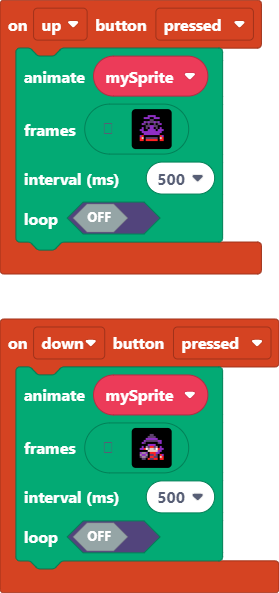 on up button pressed
animate mySprite
frames
interval (ms) 500
loop OFF
on down button pressed
animate mySprite
frames
interval (ms) 500
loop OFF